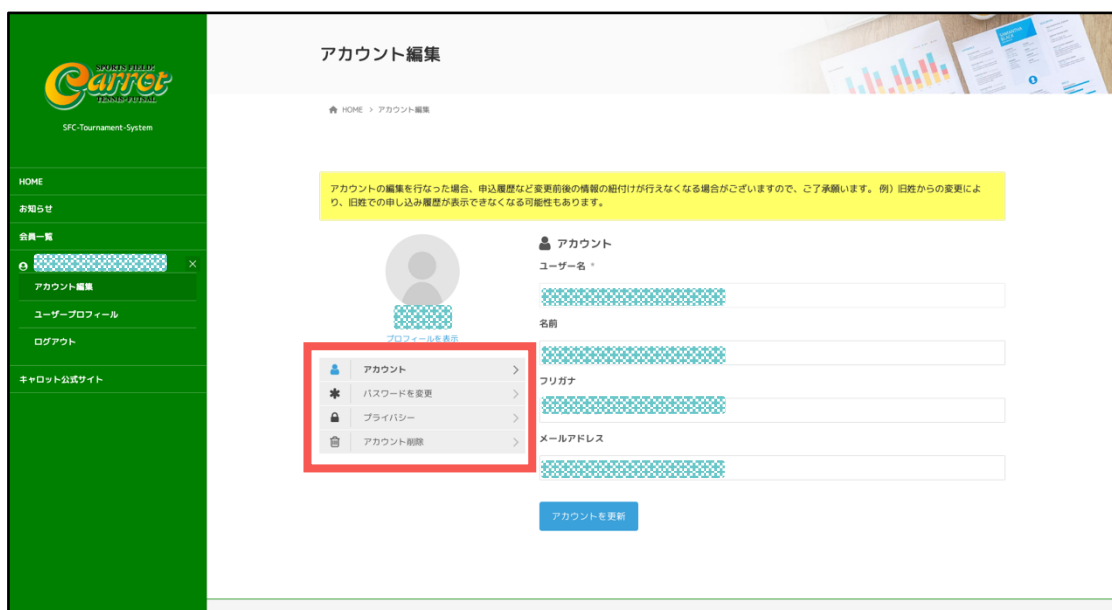 SPORTS FIELD
Carrot
TENNIS・FUTSAL
SFC-Tournament-System
HOME
お知らせ
会員一覧
アカウント編集
ユーザープロフィール
ログアウト
キャロット公式サイト
アカウント編集
HOME > アカウント編集
アカウントの編集を行なった場合、申込履歴など変更前後の情報の紐付けが行えなくなる場合がございますので、ご了承願います。 例）旧姓からの変更によ
り、旧姓での申し込み履歴が表示できなくなる可能性もあります。
プロフィールを表示
アカウント
パスワードを変更
プライバシー
アカウント削除
アカウント
ユーザー名 *
名前
フリガナ
メールアドレス
アカウントを更新